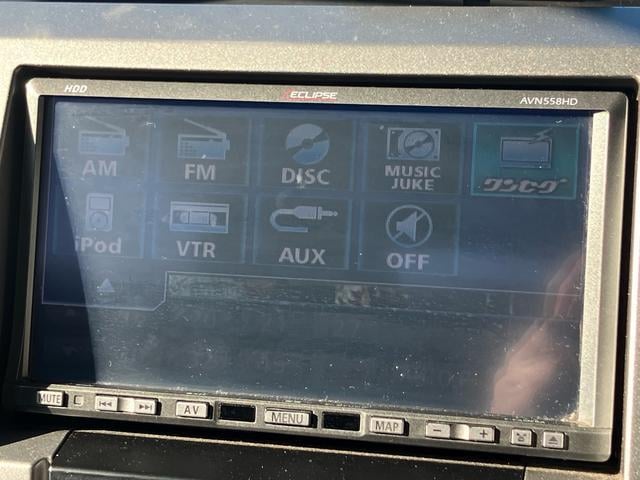 HDD
ECLIPSE
AVN558HD
AM
FM
DISC
MUSIC
JUKE
ワンセグ
iPod
VTR
AUX
OFF
MUTE
AV
MENU
MAP